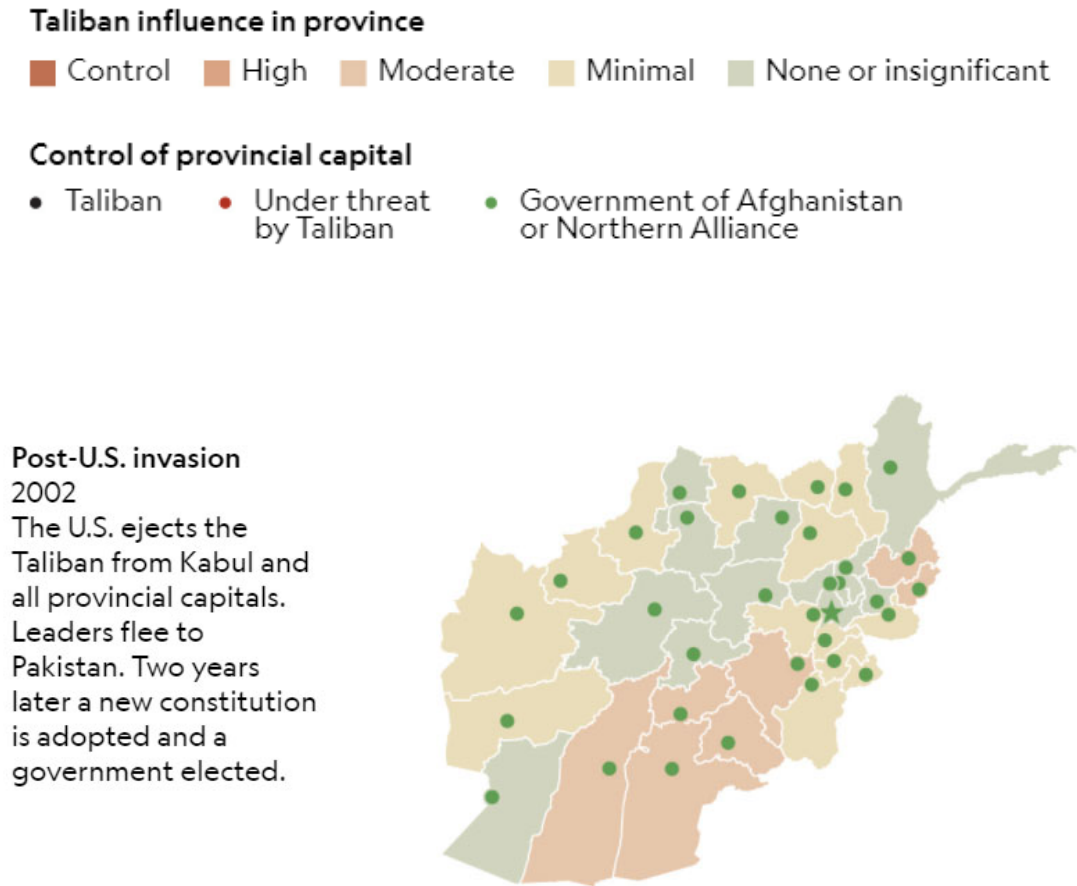 Taliban influence in province
Control High Moderate Minimal None or insignificant
Control of provincial capital
Taliban Under threat Government of Afghanistan
by Taliban or Northern Alliance
Post-U.S. invasion
2002
The U.S. ejects the
Taliban from Kabul and
all provincial capitals.
Leaders flee to
Pakistan. Two years
later a new constitution
is adopted and a
government elected.